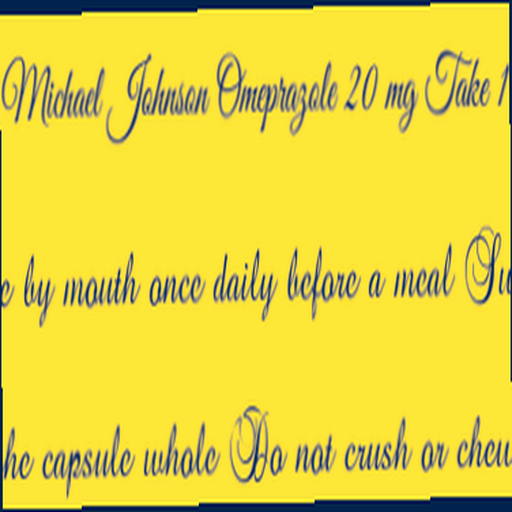 Michael Johnson Omeprazole 20 mg Take 1
by mouth once daily before a meal
capsule whole Do not crush or chew